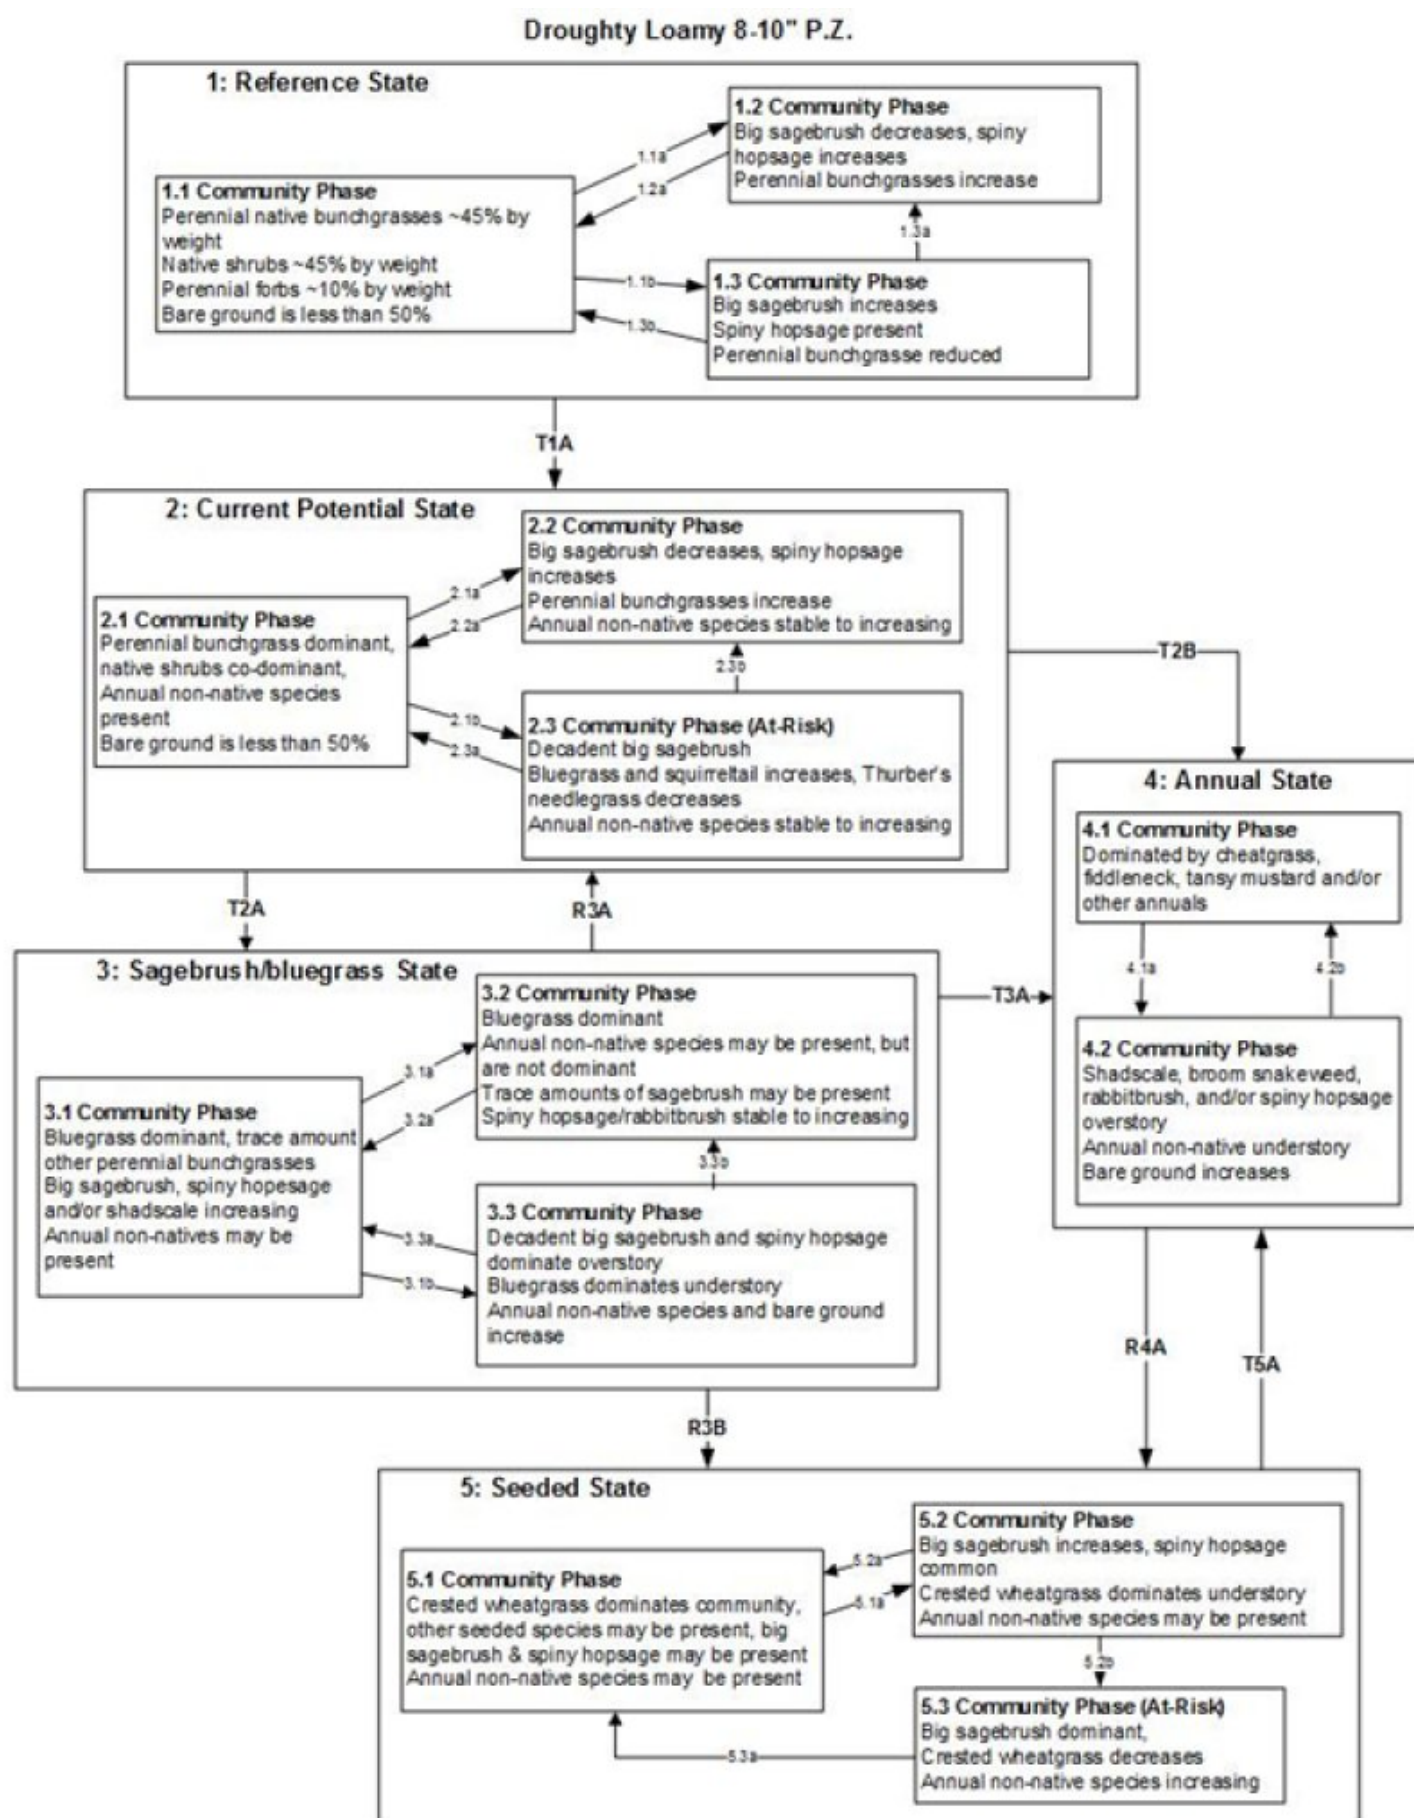 Droughty Loamy 8-10" P.Z.
1: Reference State
1.2 Community Phase
Big sagebrush decreases, spiny
hopsage increases
Perennial bunchgrasses increase
1.1a
1.2a
1.1 Community Phase
Perennial native bunchgrasses ~45% by
weight
Native shrubs ~45% by weight
Perennial forbs ~10% by weight
Bare ground is less than 50%
1.3a
1.1b
1.3b
1.3 Community Phase
Big sagebrush increases
Spiny hopsage present
Perennial bunchgrasse reduced
T1A
2: Current Potential State
2.2 Community Phase
Big sagebrush decreases, spiny hopsage
increases
Perennial bunchgrasses increase
Annual non-native species stable to increasing
2.1a
2.2a
2.1 Community Phase
Perennial bunchgrass dominant,
native shrubs co-dominant,
Annual non-native species
present
Bare ground is less than 50%
2.3b
2.1b
2.3a
2.3 Community Phase (At-Risk)
Decadent big sagebrush
Bluegrass and squirreltail increases, Thurber's
needlegrass decreases
Annual non-native species stable to increasing
T2B
T2A
R3A
4: Annual State
4.1 Community Phase
Dominated by cheatgrass,
fiddleneck, tansy mustard and/or
other annuals
4.1a
4.2b
4.2 Community Phase
Shadscale, broom snakeweed,
rabbitbrush, and/or spiny hopsage
overstory
Annual non-native understory
Bare ground increases
3: Sagebrush/bluegrass State
3.2 Community Phase
Bluegrass dominant
Annual non-native species may be present, but
are not dominant
Trace amounts of sagebrush may be present
Spiny hopsage/rabbitbrush stable to increasing
T3A
3.1a
3.2a
3.1 Community Phase
Bluegrass dominant, trace amount
other perennial bunchgrasses
Big sagebrush, spiny hopesage
and/or shadscale increasing
Annual non-natives may be
present
3.3b
3.3a
3.1b
3.3 Community Phase
Decadent big sagebrush and spiny hopsage
dominate overstory
Bluegrass dominates understory
Annual non-native species and bare ground
increase
R4A
T5A
R3B
5: Seeded State
5.2 Community Phase
Big sagebrush increases, spiny hopsage
common
Crested wheatgrass dominates understory
Annual non-native species may be present
5.2a
5.1a
5.1 Community Phase
Crested wheatgrass dominates community,
other seeded species may be present, big
sagebrush & spiny hopsage may be present
Annual non-native species may be present
5.2b
5.3 Community Phase (At-Risk)
Big sagebrush dominant,
Crested wheatgrass decreases
Annual non-native species increasing
5.3a